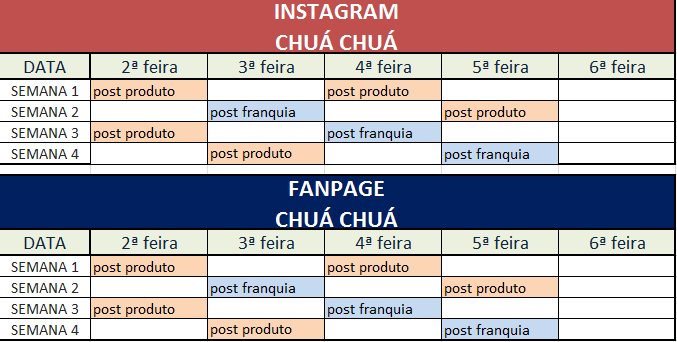 INSTAGRAM
CHUÁ CHUÁ
DATA 2ª feira 3ª feira 4ª feira 5ª feira 6ª feira
SEMANA 1 post produto post produto
SEMANA 2 post franquia post produto
SEMANA 3 post produto post franquia
SEMANA 4 post produto post franquia
FANPAGE
CHUÁ CHUÁ
DATA 2ª feira 3ª feira 4ª feira 5ª feira 6ª feira
SEMANA 1 post produto post produto
SEMANA 2 post franquia post produto
SEMANA 3 post produto post franquia
SEMANA 4 post produto post franquia